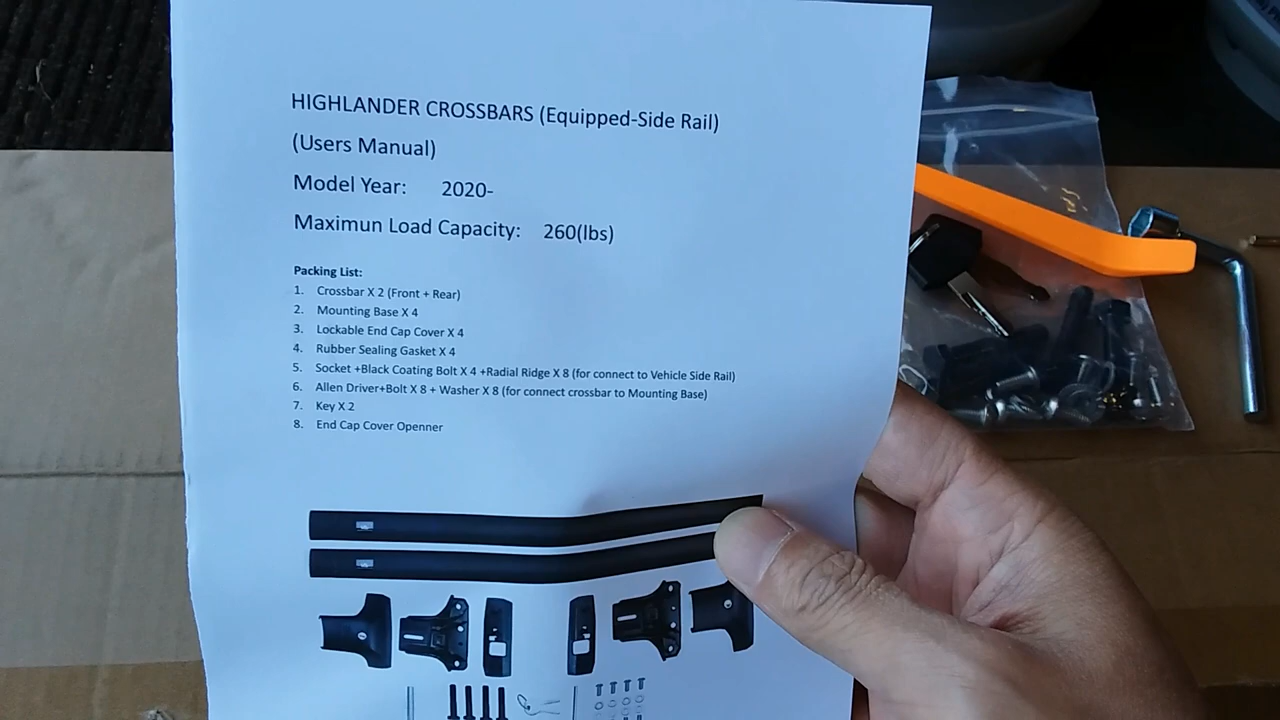 HIGHLANDER CROSSBARS (Equipped-Side Rail)
(Users Manual)
Model Year: 2020-
Maximun Load Capacity: 260(lbs)
Packing List:
1. Crossbar X 2 (Front + Rear)
2. Mounting Base X 4
3. Lockable End Cap Cover X 4
4. Rubber Sealing Gasket X 4
5. Socket +Black Coating Bolt X 4 +Radial Ridge X 8 (for connect to Vehicle Side Rail)
6. Allen Driver+Bolt X 8 + Washer X 8 (for connect crossbar to Mounting Base)
7. Key X 2
8. End Cap Cover Openner